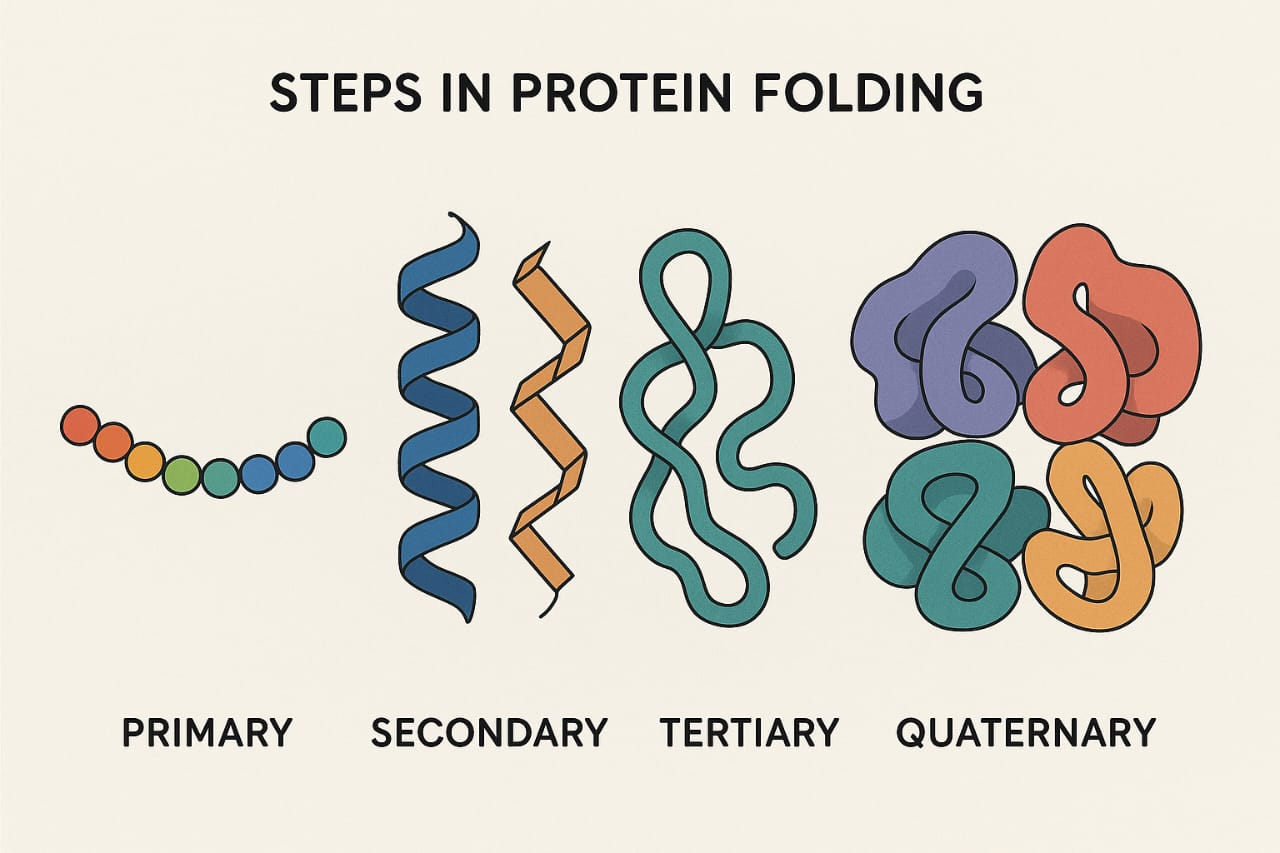 STEPS IN PROTEIN FOLDING
PRIMARY
SECONDARY
TERTIARY
QUATERNARY